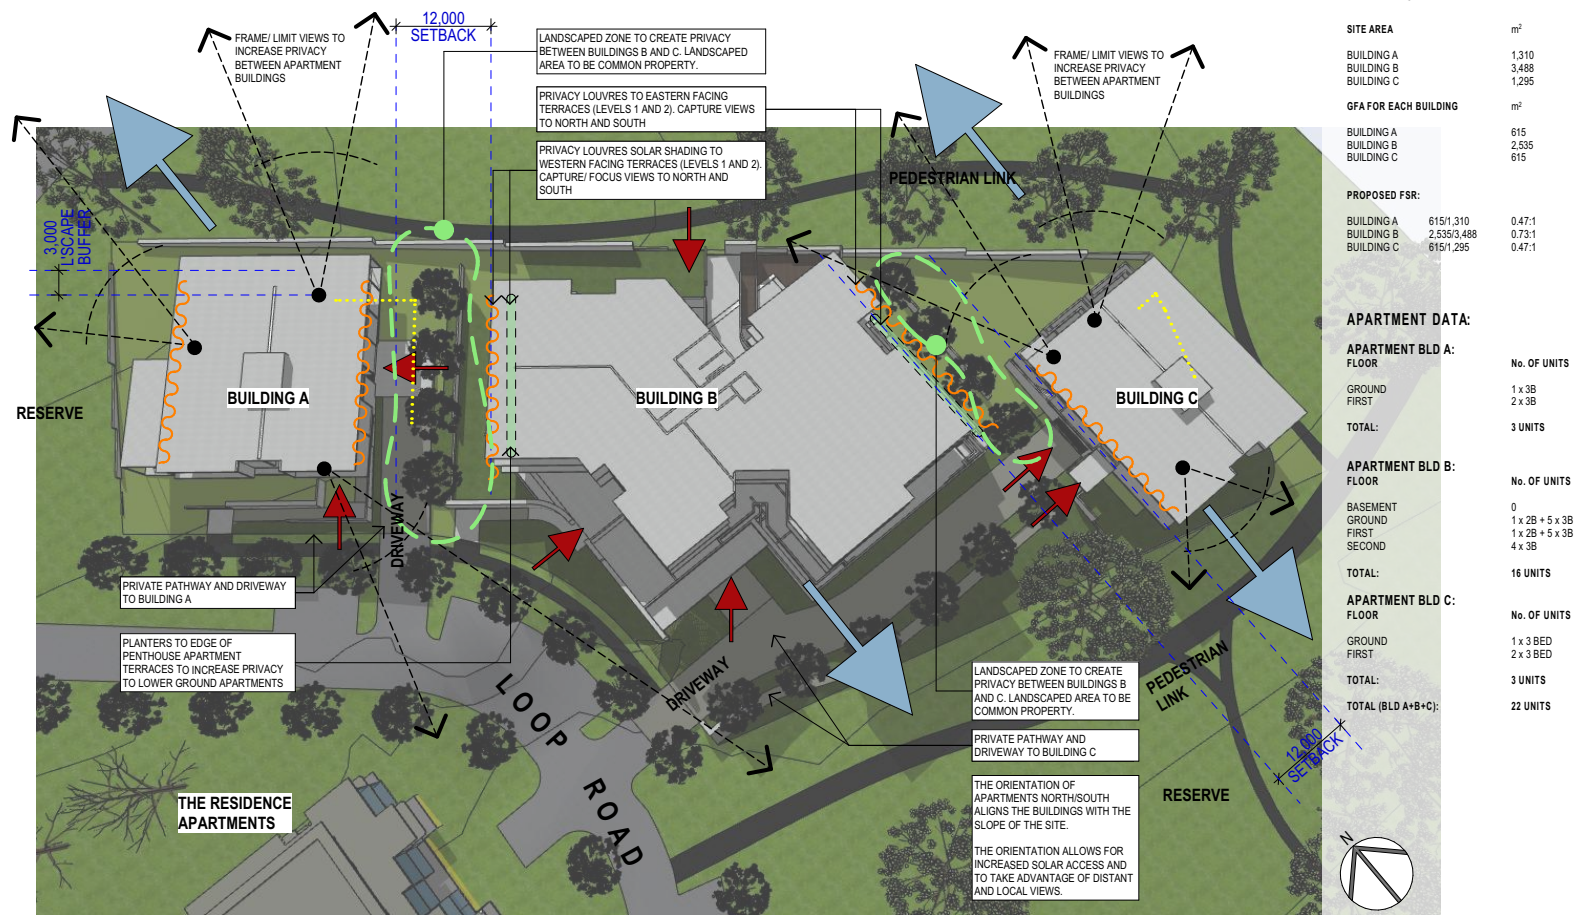 12,000
SETBACK
FRAME/ LIMIT VIEWS TO
INCREASE PRIVACY
BETWEEN APARTMENT
BUILDINGS
LANDSCAPED ZONE TO CREATE PRIVACY
BETWEEN BUILDINGS B AND C. LANDSCAPED
AREA TO BE COMMON PROPERTY.
PRIVACY LOUVRES TO EASTERN FACING
TERRACES (LEVELS 1 AND 2). CAPTURE VIEWS
TO NORTH AND SOUTH
PRIVACY LOUVRES SOLAR SHADING TO
WESTERN FACING TERRACES (LEVELS 1 AND 2).
CAPTURE/ FOCUS VIEWS TO NORTH AND
SOUTH
FRAME/ LIMIT VIEWS TO
INCREASE PRIVACY
BETWEEN APARTMENT
BUILDINGS
PEDESTRIAN LINK
3,000
LSCAPE
BUFFER
BUILDING A
BUILDING B
BUILDING C
RESERVE
DRIVEWAY
PRIVATE PATHWAY AND DRIVEWAY
TO BUILDING A
PLANTERS TO EDGE OF
PENTHOUSE APARTMENT
TERRACES TO INCREASE PRIVACY
TO LOWER GROUND APARTMENTS
LOOP
ROAD
DRIVEWAY
THE RESIDENCE
APARTMENTS
LANDSCAPED ZONE TO CREATE
PRIVACY BETWEEN BUILDINGS B
AND C. LANDSCAPED AREA TO BE
COMMON PROPERTY.
PRIVATE PATHWAY AND
DRIVEWAY TO BUILDING C
THE ORIENTATION OF
APARTMENTS NORTH/SOUTH
ALIGNS THE BUILDINGS WITH THE
SLOPE OF THE SITE.
THE ORIENTATION ALLOWS FOR
INCREASED SOLAR ACCESS AND
TO TAKE ADVANTAGE OF DISTANT
AND LOCAL VIEWS.
PEDESTRIAN
LINK
12,000
SETBACK
RESERVE
N
SITE AREA m²
BUILDING A 1,310
BUILDING B 3,488
BUILDING C 1,295
GFA FOR EACH BUILDING m²
BUILDING A 615
BUILDING B 2,535
BUILDING C 615
PROPOSED FSR:
BUILDING A 615/1,310 0.47:1
BUILDING B 2,535/3,488 0.73:1
BUILDING C 615/1,295 0.47:1
APARTMENT DATA:
APARTMENT BLD A:
FLOOR No. OF UNITS
GROUND 1 x 3B
FIRST 2 x 3B
TOTAL: 3 UNITS
APARTMENT BLD B:
FLOOR No. OF UNITS
BASEMENT 0
GROUND 1 x 2B + 5 x 3B
FIRST 1 x 2B + 5 x 3B
SECOND 4 x 3B
TOTAL: 16 UNITS
APARTMENT BLD C:
FLOOR No. OF UNITS
GROUND 1 x 3 BED
FIRST 2 x 3 BED
TOTAL: 3 UNITS
TOTAL (BLD A+B+C): 22 UNITS